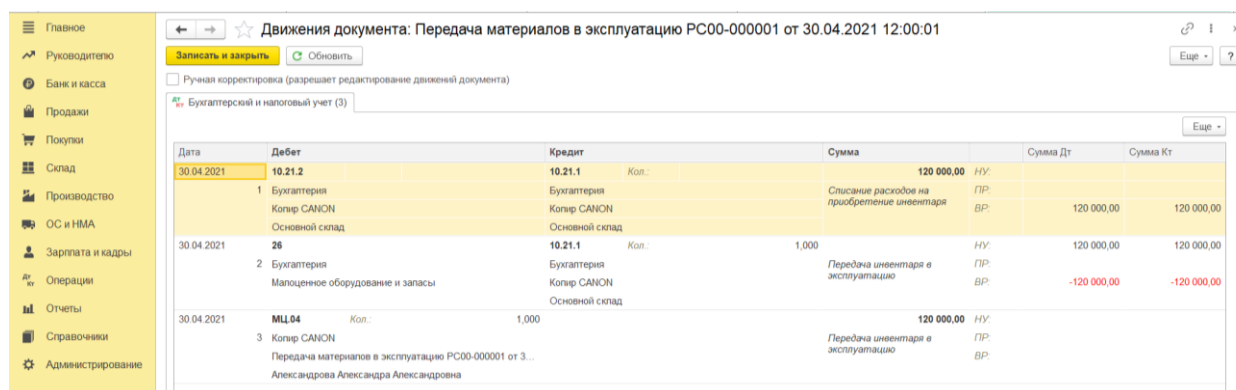 Главное
Руководителю
Банк и касса
Продажи
Покупки
Склад
Производство
ОС и НМА
Зарплата и кадры
Операции
Отчеты
Справочники
Администрирование
Движения документа: Передача материалов в эксплуатацию РС00-000001 от 30.04.2021 12:00:01
Записать и закрыть Обновить Еще ?
Ручная корректировка (разрешает редактирование движений документа)
Дт Кт Бухгалтерский и налоговый учет (3)
Еще
Дата Дебет Кредит Сумма Сумма Дт Сумма Кт
30.04.2021 10.21.2 10.21.1 Кол.: 120 000,00 НУ:
1 Бухгалтерия Бухгалтерия Списание расходов на ПР:
Копир CANON Копир CANON приобретение инвентаря ВР: 120 000,00 120 000,00
Основной склад Основной склад
30.04.2021 26 10.21.1 Кол.: 1,000 НУ: 120 000,00 120 000,00
2 Бухгалтерия Бухгалтерия Передача инвентаря в ПР:
Малоценное оборудование и запасы Копир CANON эксплуатацию ВР: -120 000,00 -120 000,00
Основной склад
30.04.2021 МЦ.04 Кол.: 1,000 120 000,00 НУ:
3 Копир CANON Передача инвентаря в ПР:
Передача материалов в эксплуатацию РС00-000001 от 3... эксплуатацию ВР:
Александрова Александра Александровна